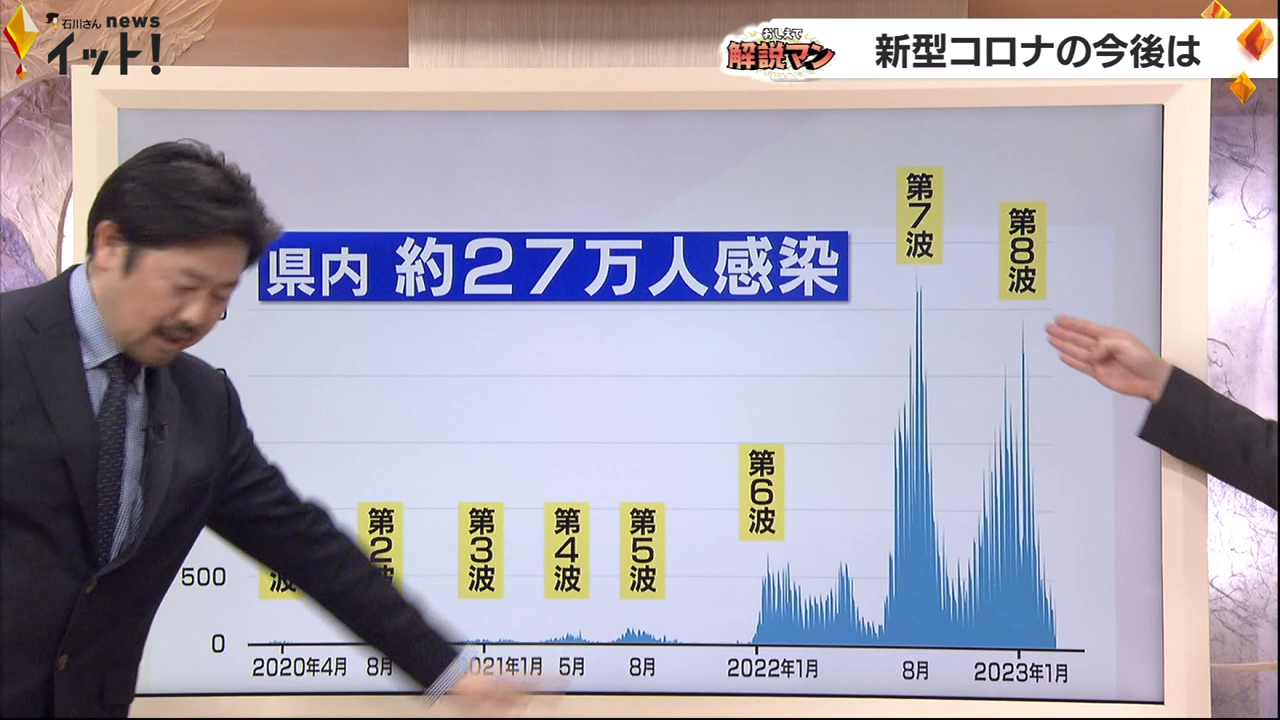 石川さん news
イット!
おしえて
解説マン
新型コロナの今後は
県内 約27万人感染
第7波
第8波
第6波
第2波
第3波
第4波
第5波
波
500
0
2020年4月
8月
2021年1月
5月
8月
2022年1月
8月
2023年1月